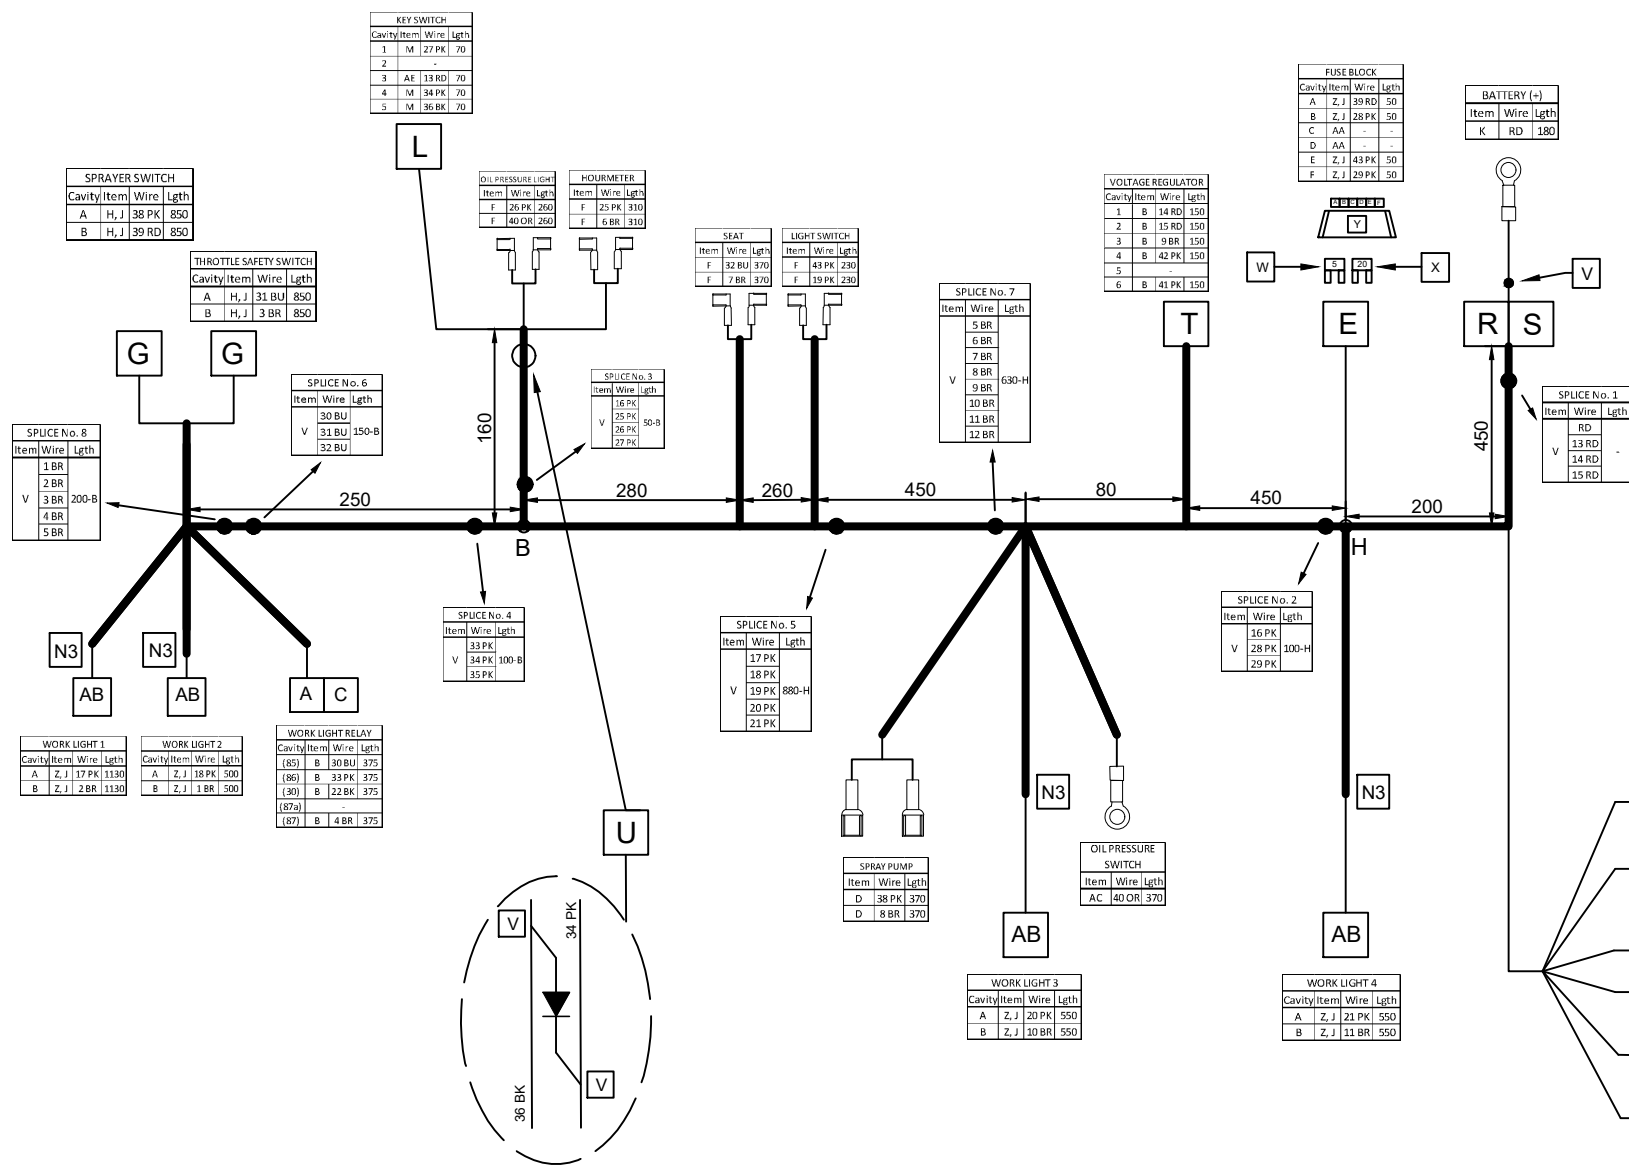 KEY SWITCH
Cavity Item Wire Lgth
1 M 27 PK 70
2 -
3 AE 13 RD 70
4 M 34 PK 70
5 M 36 BK 70
L
FUSE BLOCK
Cavity Item Wire Lgth
A Z, J 39 RD 50
B Z, J 28 PK 50
C AA - -
D AA - -
E Z, J 43 PK 50
F Z, J 29 PK 50
A B C D E F
Y
W 5 20 X
BATTERY (+)
Item Wire Lgth
K RD 180
V
SPRAYER SWITCH
Cavity Item Wire Lgth
A H, J 38 PK 850
B H, J 39 RD 850
OIL PRESSURE LIGHT
Item Wire Lgth
F 26 PK 260
F 40 OR 260
HOURMETER
Item Wire Lgth
F 25 PK 310
F 6 BR 310
VOLTAGE REGULATOR
Cavity Item Wire Lgth
1 B 14 RD 150
2 B 15 RD 150
3 B 9 BR 150
4 B 42 PK 150
5 -
6 B 41 PK 150
THROTTLE SAFETY SWITCH
Cavity Item Wire Lgth
A H, J 31 BU 850
B H, J 3 BR 850
SEAT
Item Wire Lgth
F 32 BU 370
F 7 BR 370
LIGHT SWITCH
Item Wire Lgth
F 43 PK 230
F 19 PK 230
SPLICE No. 7
Item Wire Lgth
5 BR
6 BR
7 BR
V 8 BR 630-H
9 BR
10 BR
11 BR
12 BR
T E R S
G G
SPLICE No. 6
Item Wire Lgth
30 BU
V 31 BU 150-B
32 BU
SPLICE No. 3
Item Wire Lgth
16 PK
V 25 PK 50-B
26 PK
27 PK
SPLICE No. 1
Item Wire Lgth
RD
V 13 RD -
14 RD
15 RD
SPLICE No. 8
Item Wire Lgth
1 BR
2 BR
V 3 BR 200-B
4 BR
5 BR
160
450
250 280 260 450 80 450 200
B H
SPLICE No. 4
Item Wire Lgth
33 PK
V 34 PK 100-B
35 PK
SPLICE No. 5
Item Wire Lgth
17 PK
18 PK
V 19 PK 880-H
20 PK
21 PK
SPLICE No. 2
Item Wire Lgth
16 PK
V 28 PK 100-H
29 PK
N3 N3
AB AB A C
WORK LIGHT 1
Cavity Item Wire Lgth
A Z, J 17 PK 1130
B Z, J 2 BR 1130
WORK LIGHT 2
Cavity Item Wire Lgth
A Z, J 18 PK 500
B Z, J 1 BR 500
WORK LIGHT RELAY
Cavity Item Wire Lgth
(85) B 30 BU 375
(86) B 33 PK 375
(30) B 22 BK 375
(87a) -
(87) B 4 BR 375
U
N3 N3
SPRAY PUMP
Item Wire Lgth
D 38 PK 370
D 8 BR 370
OIL PRESSURE
SWITCH
Item Wire Lgth
AC 40 OR 370
AB AB
V
34 PK
36 BK
V
WORK LIGHT 3
Cavity Item Wire Lgth
A Z, J 20 PK 550
B Z, J 10 BR 550
WORK LIGHT 4
Cavity Item Wire Lgth
A Z, J 21 PK 550
B Z, J 11 BR 550